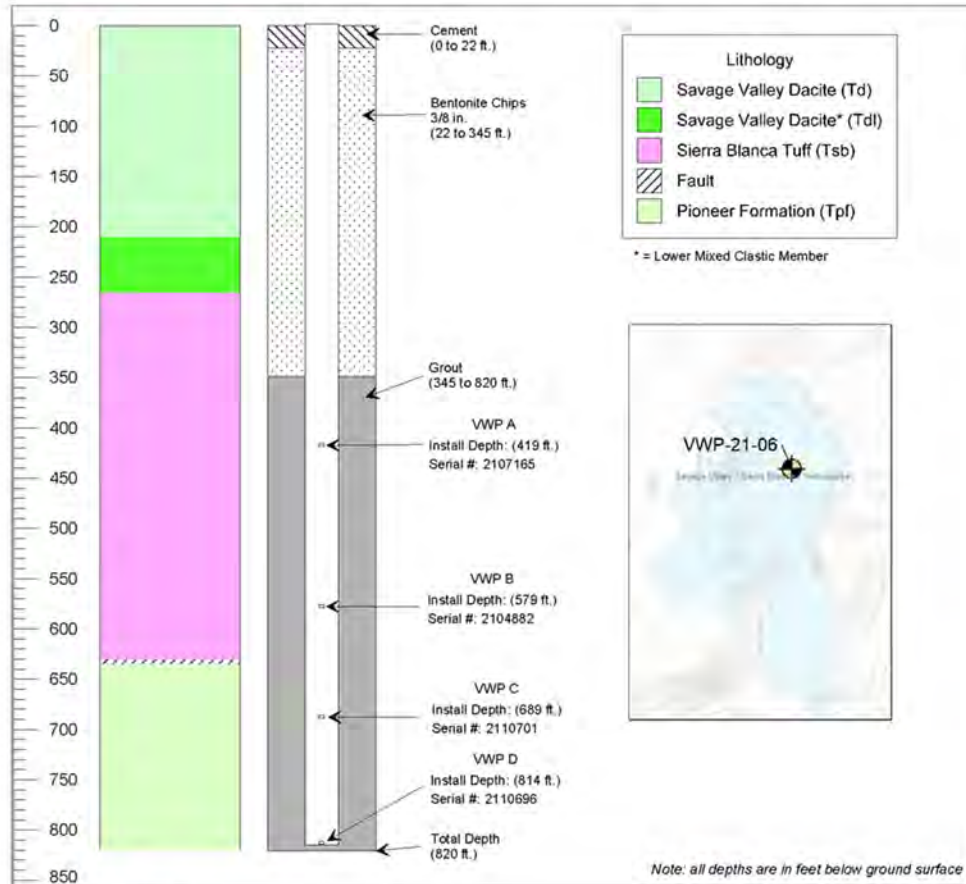 0
50
100
150
200
250
300
350
400
450
500
550
600
650
700
750
800
850
Cement
(0 to 22 ft.)
Bentonite Chips
3/8 in.
(22 to 345 ft.)
Grout
(345 to 820 ft.)
VWP A
Install Depth: (419 ft.)
Serial #: 2107165
VWP B
Install Depth: (579 ft.)
Serial #: 2104882
VWP C
Install Depth: (689 ft.)
Serial #: 2110701
VWP D
Install Depth: (814 ft.)
Serial #: 2110696
Total Depth
(820 ft.)
Lithology
Savage Valley Dacite (Td)
Savage Valley Dacite* (Tdl)
Sierra Blanca Tuff (Tsb)
Fault
Pioneer Formation (Tpf)
* = Lower Mixed Clastic Member
VWP-21-06
Note: all depths are in feet below ground surface